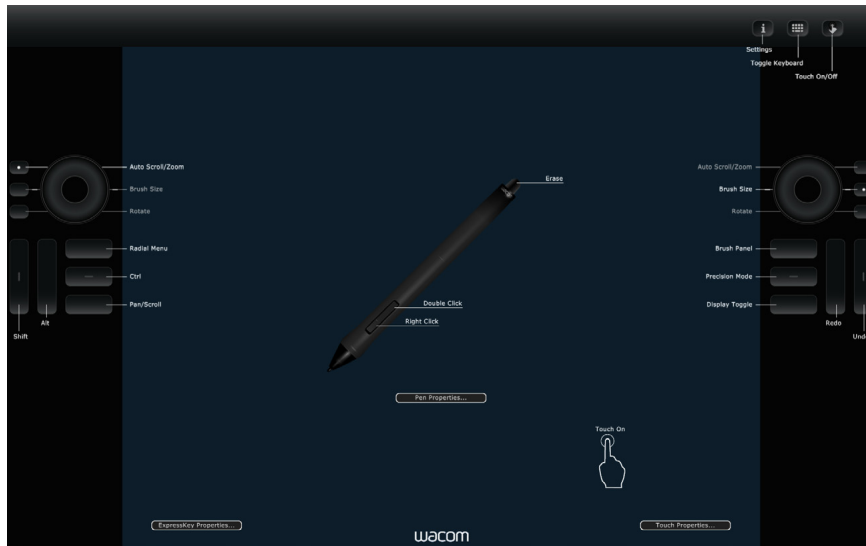 Settings
Toggle Keyboard
Touch On/Off
Auto Scroll/Zoom
Brush Size
Rotate
Radial Menu
Ctrl
Pan/Scroll
Alt
Shift
Erase
Double Click
Right Click
Pen Properties...
Auto Scroll/Zoom
Brush Size
Rotate
Brush Panel
Precision Mode
Display Toggle
Redo
Undo
Touch On
ExpressKey Properties...
wacom
Touch Properties...